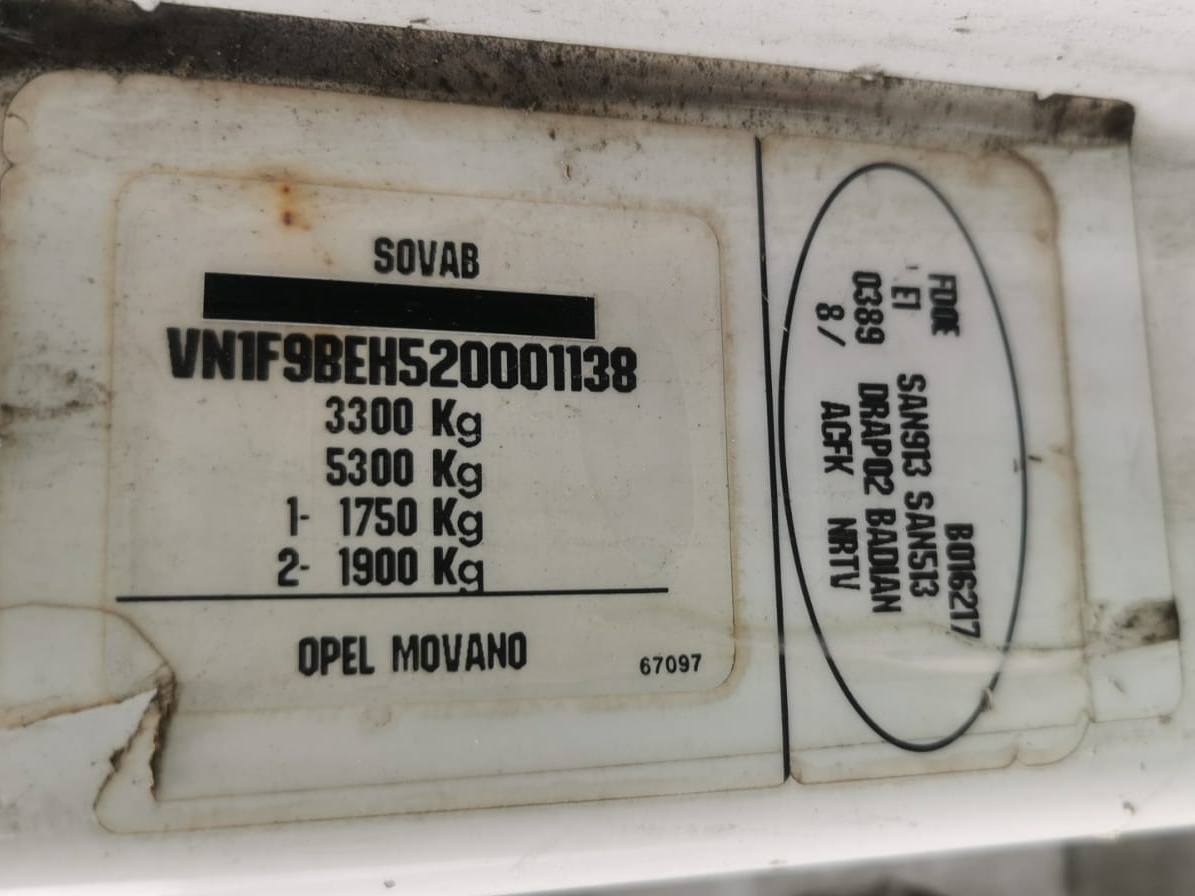 SOVAB
VN1F9BEH520001138
3300 Kg
5300 Kg
1- 1750 Kg
2- 1900 Kg
OPEL MOVANO
67097
FDOE B016217
E1 SAN913 SAN513
0389 DRAP02 BADIAN
8/ ACFK NRTV